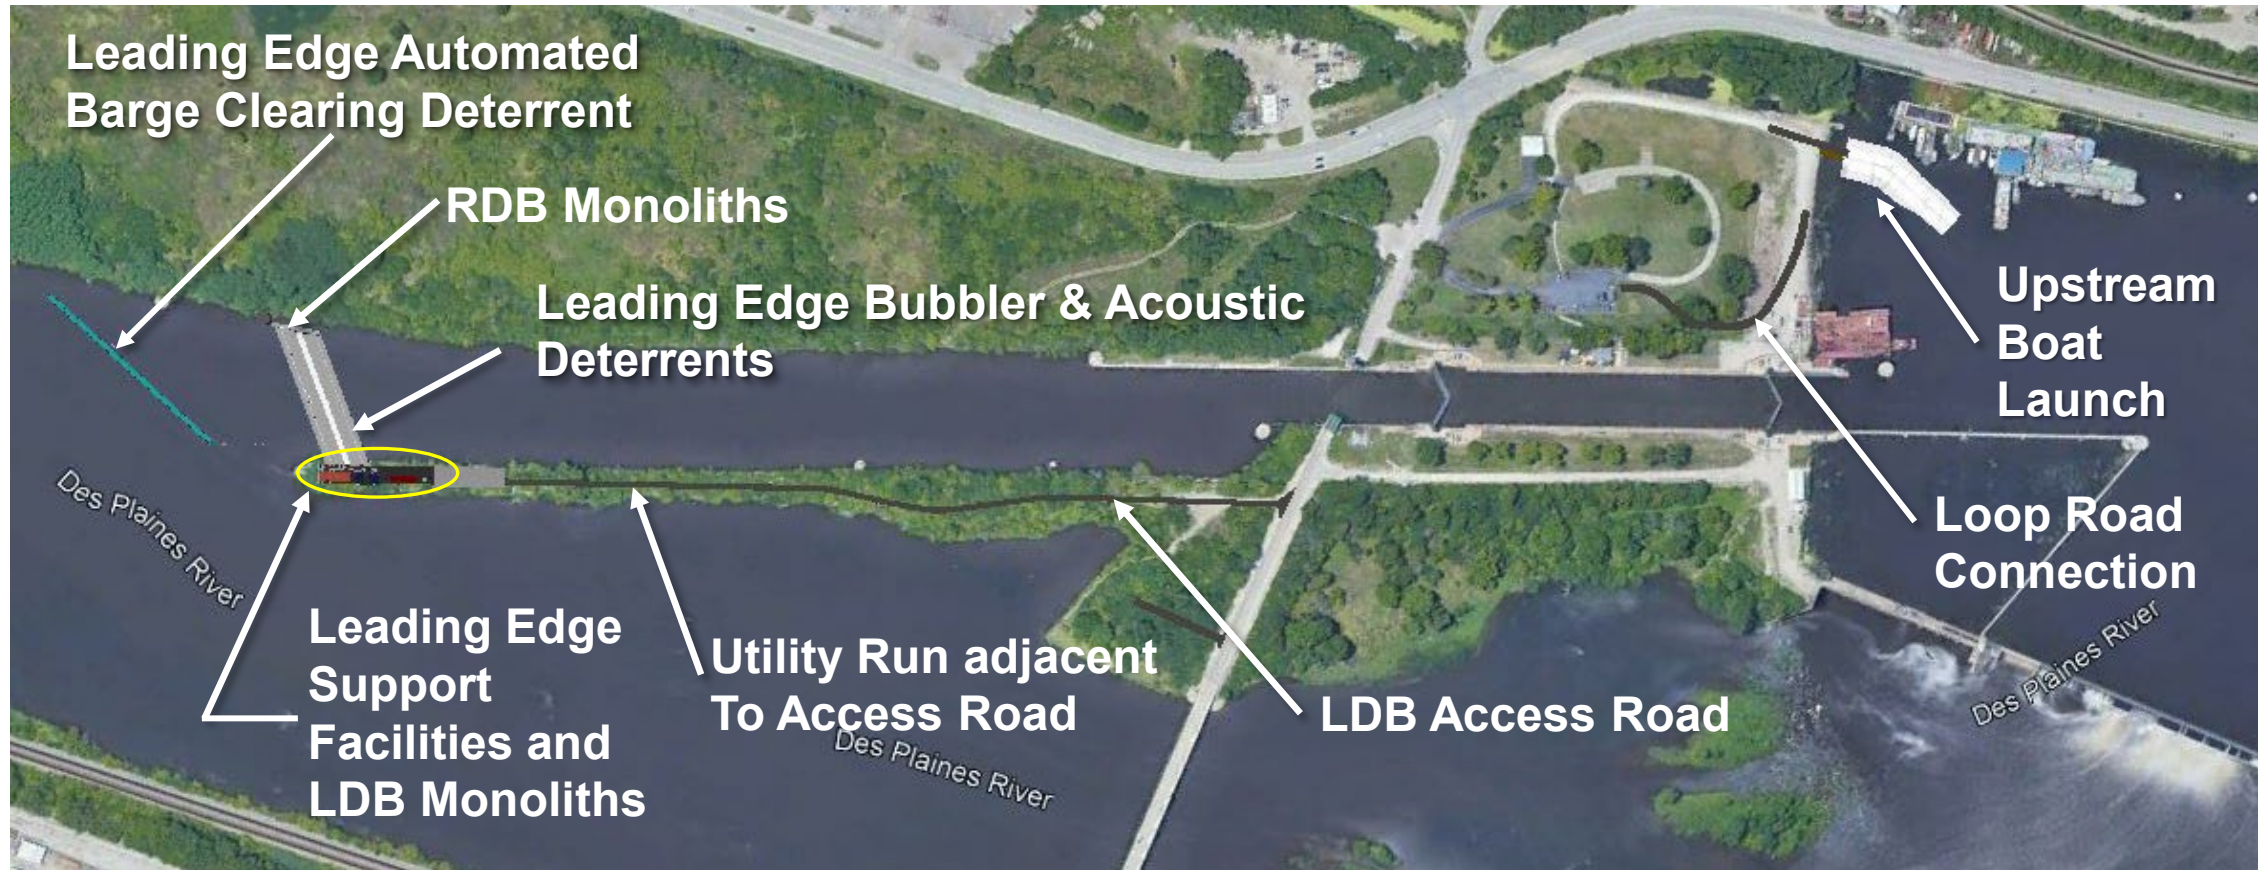 Leading Edge Automated
Barge Clearing Deterrent
RDB Monoliths
Leading Edge Bubbler & Acoustic
Deterrents
Upstream
Boat
Launch
Des Plaines River
Loop Road
Connection
Leading Edge
Support
Facilities and
LDB Monoliths
Utility Run adjacent
To Access Road
LDB Access Road
Des Plaines River
Des Plaines River